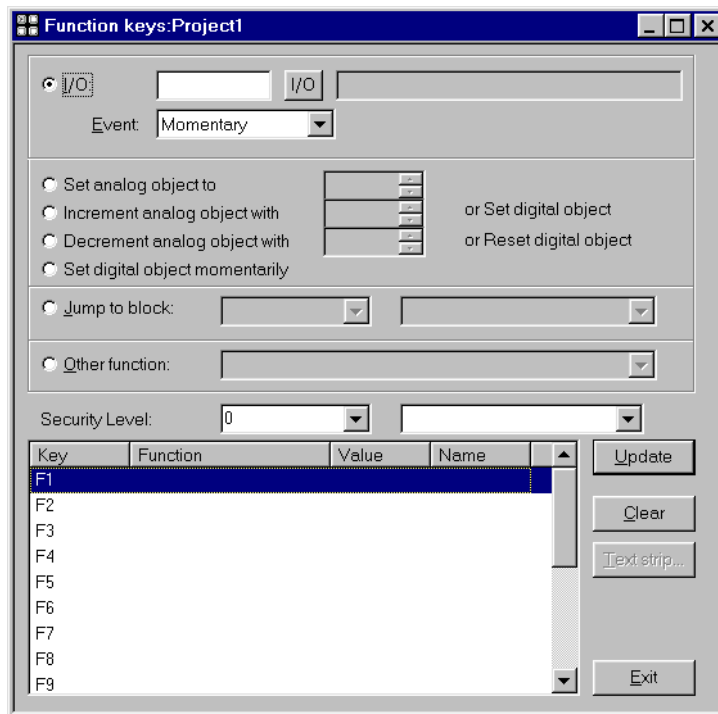 Function keys:Project1
I/O: I/O
Event: Momentary
Set analog object to
Increment analog object with or Set digital object
Decrement analog object with or Reset digital object
Set digital object momentarily
Jump to block:
Other function:
Security Level: 0
Key Function Value Name
Update
F1
F2
Clear
F3
F4
Text strip...
F5
F6
F7
F8
Exit
F9